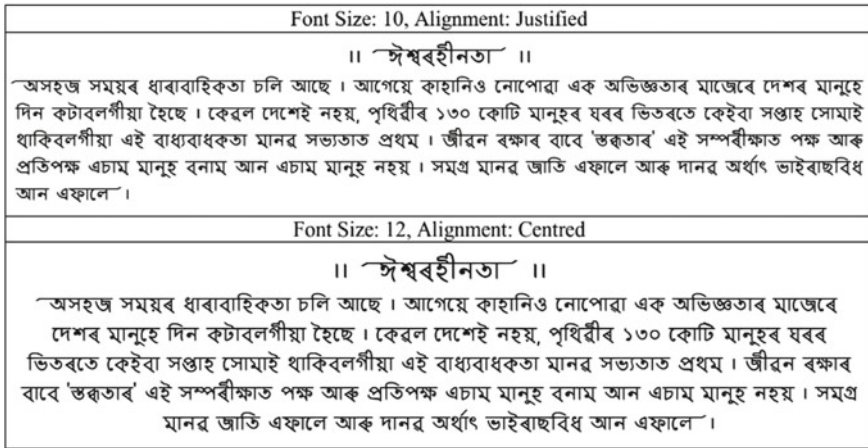 Font Size: 10, Alignment: Justified
॥ ঈশ্বৰহীনতা ॥
অসহজ সময়ৰ ধাৰাবাহিকতা চলি আছে । আগেয়ে কাহানিও নোপোৱা এক অভিজ্ঞতাৰ মাজেৰে দেশৰ মানুহে
দিন কটাবলগীয়া হৈছে । কেৱল দেশেই নহয়, পৃথিৱীৰ ১৩০ কোটি মানুহৰ ঘৰৰ ভিতৰতে কেইবা সপ্তাহ সোমাই
থাকিবলগীয়া এই বাধ্যবাধকতা মানৱ সভ্যতাত প্ৰথম । জীৱন ৰক্ষাৰ বাবে 'স্তব্ধতাৰ' এই সম্পৰীক্ষাত পক্ষ আৰু
প্ৰতিপক্ষ এচাম মানুহ বনাম আন এচাম মানুহ নহয় । সমগ্ৰ মানৱ জাতি এফালে আৰু দানৱ অৰ্থাৎ ভাইৰাছবিধ
আন এফালে ।
Font Size: 12, Alignment: Centred
॥ ঈশ্বৰহীনতা ॥
অসহজ সময়ৰ ধাৰাবাহিকতা চলি আছে । আগেয়ে কাহানিও নোপোৱা এক অভিজ্ঞতাৰ মাজেৰে
দেশৰ মানুহে দিন কটাবলগীয়া হৈছে । কেৱল দেশেই নহয়, পৃথিৱীৰ ১৩০ কোটি মানুহৰ ঘৰৰ
ভিতৰতে কেইবা সপ্তাহ সোমাই থাকিবলগীয়া এই বাধ্যবাধকতা মানৱ সভ্যতাত প্ৰথম । জীৱন ৰক্ষাৰ
বাবে 'স্তব্ধতাৰ' এই সম্পৰীক্ষাত পক্ষ আৰু প্ৰতিপক্ষ এচাম মানুহ বনাম আন এচাম মানুহ নহয় । সমগ্ৰ
মানৱ জাতি এফালে আৰু দানৱ অৰ্থাৎ ভাইৰাছবিধ আন এফালে ।